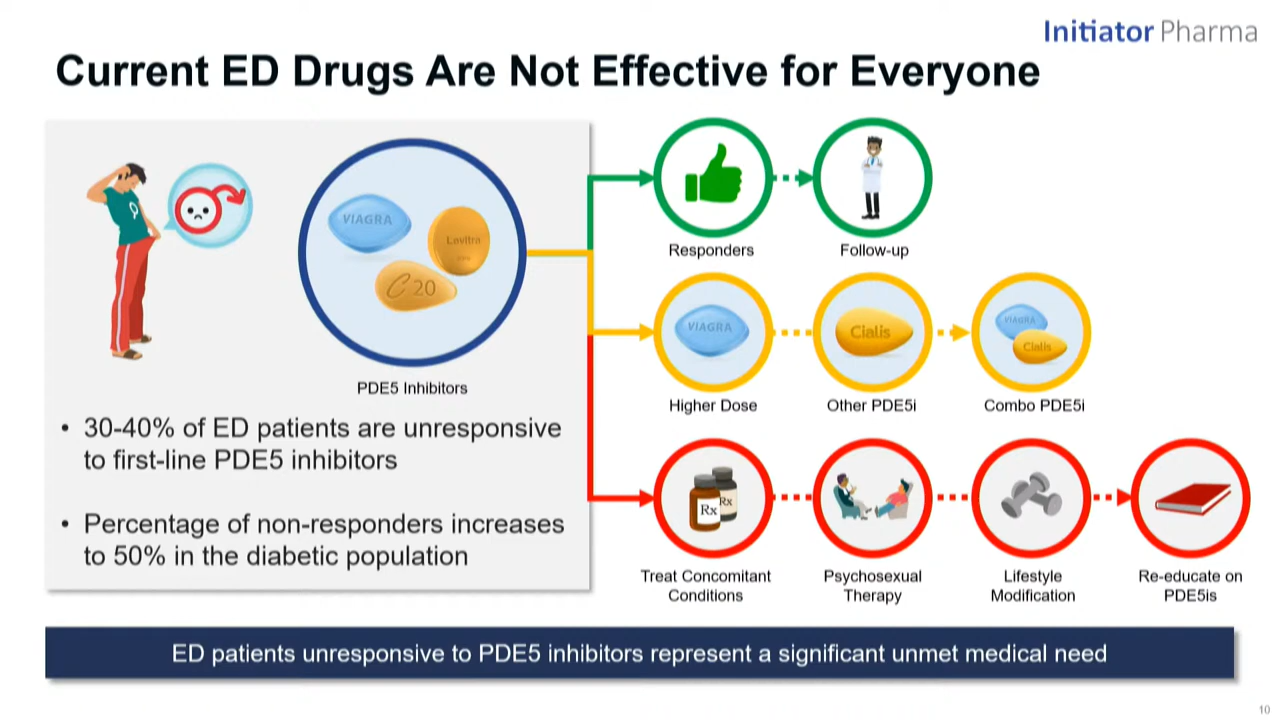 Initiator Pharma
Current ED Drugs Are Not Effective for Everyone
VIAGRA
Lavitra
C 20
PDE5 Inhibitors
• 30-40% of ED patients are unresponsive
to first-line PDE5 inhibitors
• Percentage of non-responders increases
to 50% in the diabetic population
Responders
Follow-up
VIAGRA
Cialis
VIAGRA
Cialis
Higher Dose
Other PDE5i
Combo PDE5i
Rx
Rx
Treat Concomitant
Conditions
Psychosexual
Therapy
Lifestyle
Modification
Re-educate on
PDE5is
ED patients unresponsive to PDE5 inhibitors represent a significant unmet medical need
10